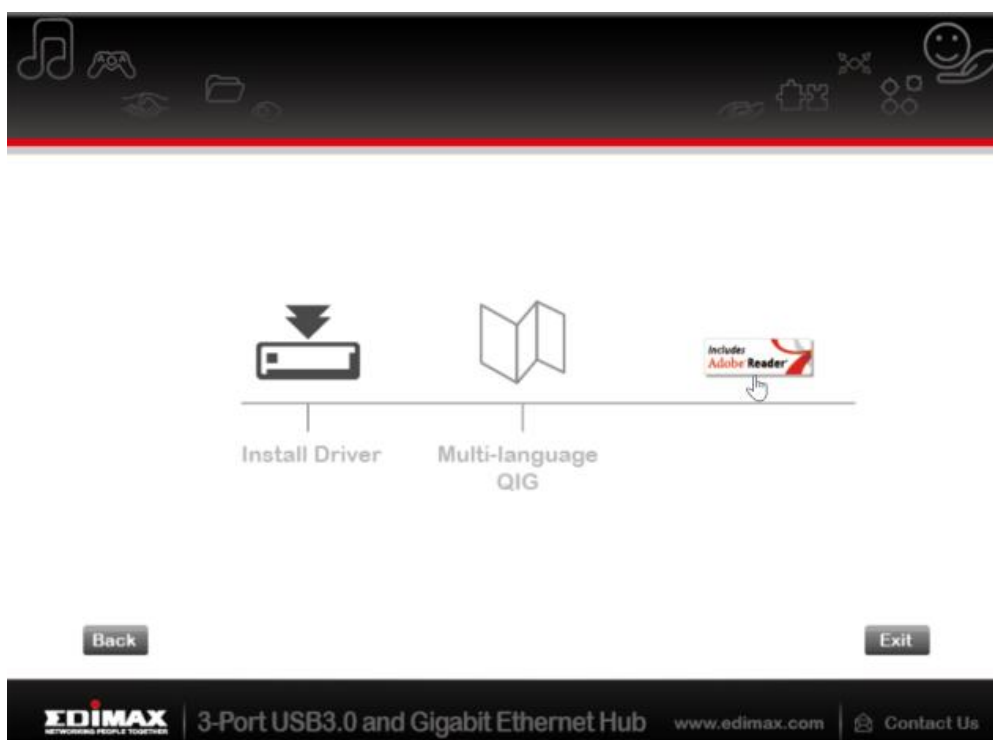 Includes
Adobe Reader
Install Driver
Multi-language
QIG
Back
Exit
EDIMAX
NETWORKING PEOPLE TOGETHER
3-Port USB3.0 and Gigabit Ethernet Hub
www.edimax.com
Contact Us